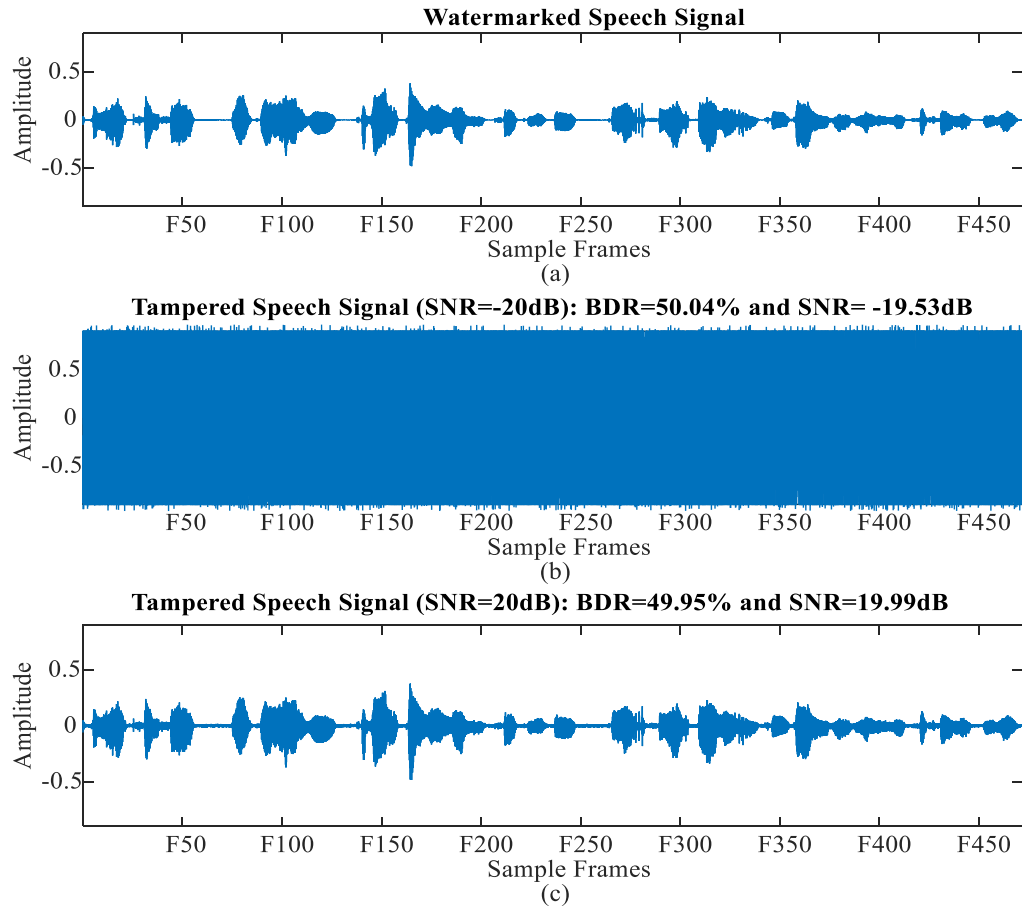 Watermarked Speech Signal
Amplitude
0.5
0
-0.5
F50 F100 F150 F200 F250 F300 F350 F400 F450
Sample Frames
(a)
Tampered Speech Signal (SNR=-20dB): BDR=50.04% and SNR= -19.53dB
Amplitude
0.5
0
-0.5
F50 F100 F150 F200 F250 F300 F350 F400 F450
Sample Frames
(b)
Tampered Speech Signal (SNR=20dB): BDR=49.95% and SNR=19.99dB
Amplitude
0.5
0
-0.5
F50 F100 F150 F200 F250 F300 F350 F400 F450
Sample Frames
(c)